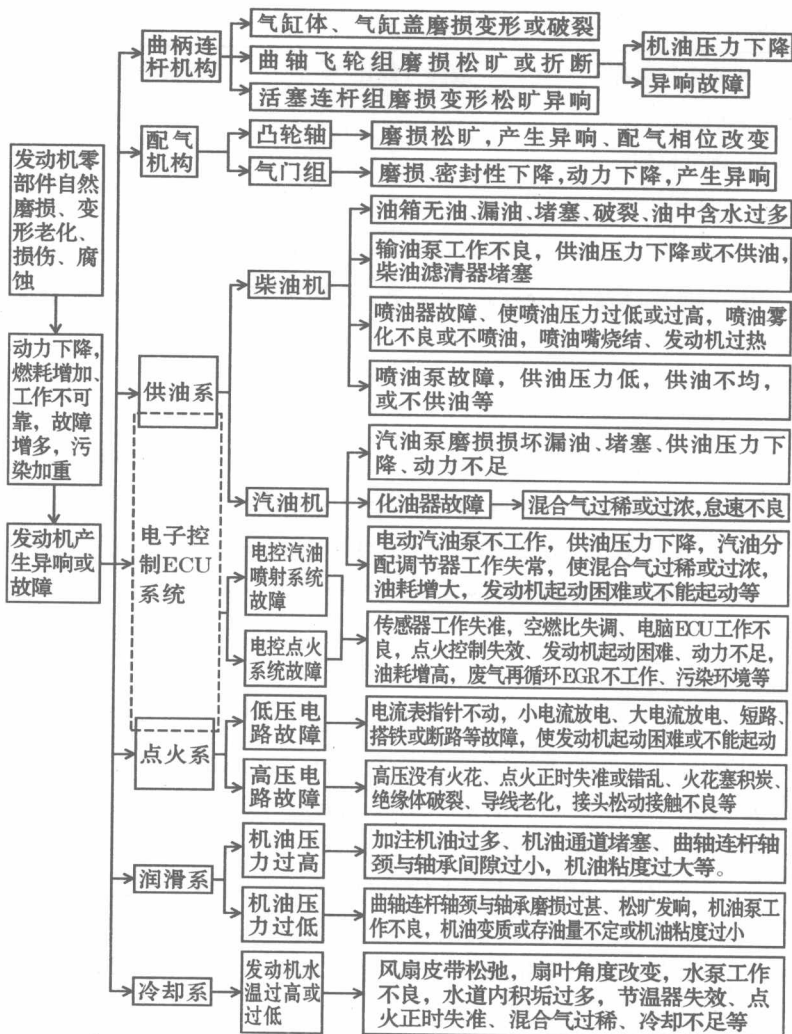 发动机零
部件自然
磨损、变
形老化、
损伤、腐
蚀
动力下降,
燃耗增加、
工作不可
靠，故障
增多，污
染加重
发动机产
生异响或
故障
曲柄连
杆机构
气缸体、气缸盖磨损变形或破裂
曲轴飞轮组磨损松旷或折断
机油压力下降
异响故障
活塞连杆组磨损变形松旷异响
配气
机构
凸轮轴
磨损松旷,产生异响、配气相位改变
气门组
磨损、密封性下降,动力下降,产生异响
供油系
柴油机
油箱无油、漏油、堵塞、破裂、油中含水过多
输油泵工作不良，供油压力下降或不供油,
柴油滤清器堵塞
喷油器故障、使喷油压力过低或过高，喷油雾
化不良或不喷油，喷油嘴烧结、发动机过热
喷油泵故障，供油压力低，供油不均，
或不供油等
汽油机
汽油泵磨损损坏漏油、堵塞、供油压力下
降、动力不足
化油器故障
混合气过稀或过浓,怠速不良
电动汽油泵不工作，供油压力下降，汽油分
配调节器工作失常，使混合气过稀或过浓，
油耗增大，发动机起动困难或不能起动等
电子控
制ECU
系统
电控汽油
喷射系统
故障
电控点火
系统故障
传感器工作失准，空燃比失调、电脑ECU工作不
良，点火控制失效、发动机起动困难、动力不足，
油耗增高，废气再循环EGR不工作、污染环境等
点火系
低压电
路故障
电流表指针不动，小电流放电、大电流放电、短路、
搭铁或断路等故障，使发动机起动困难或不能起动
高压电
路故障
高压没有火花、点火正时失准或错乱、火花塞积炭、
绝缘体破裂、导线老化，接头松动接触不良等
润滑系
机油压
力过高
加注机油过多、机油通道堵塞、曲轴连杆轴
颈与轴承间隙过小，机油粘度过大等。
机油压
力过低
曲轴连杆轴颈与轴承磨损过甚、松旷发响，机油泵工
作不良，机油变质或存油量不定或机油粘度过小
冷却系
发动机水
温过高或
过低
风扇皮带松弛，扇叶角度改变，水泵工作
不良，水道内积垢过多，节温器失效、点
火正时失准、混合气过稀、冷却不足等